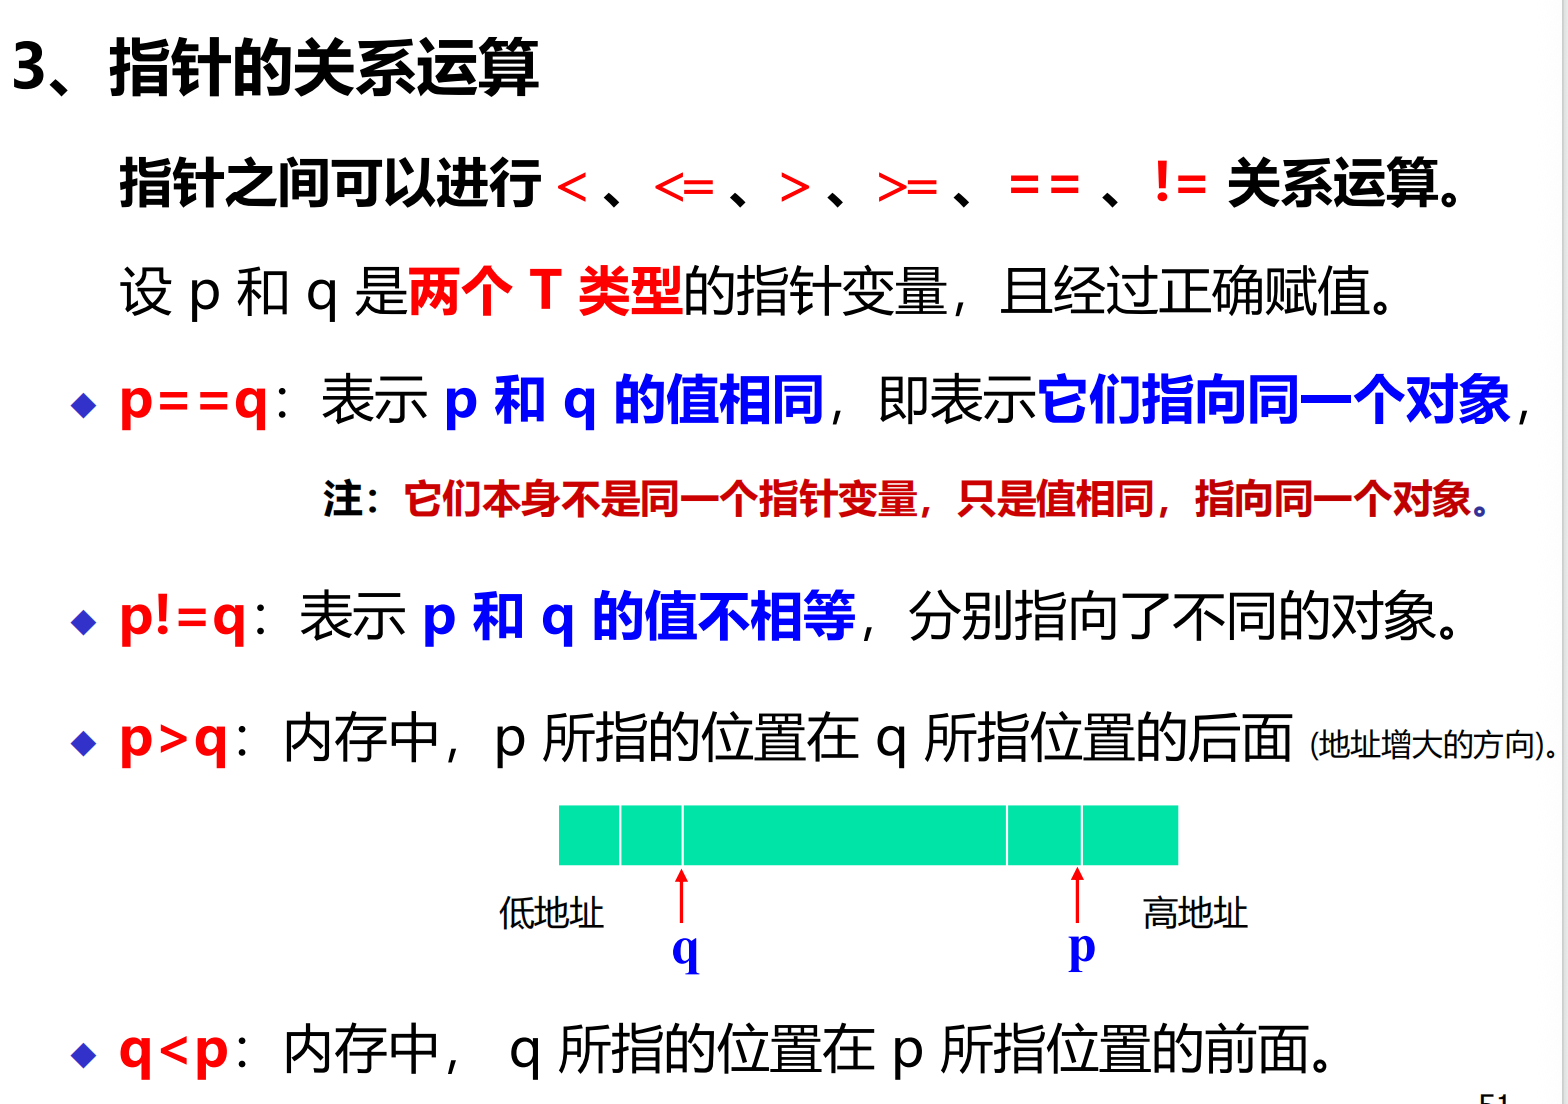 3、指针的关系运算
指针之间可以进行 < 、<= 、> 、>= 、== 、!= 关系运算。
设 p 和 q 是两个 T 类型的指针变量，且经过正确赋值。
◆ p==q：表示 p 和 q 的值相同，即表示它们指向同一个对象，
注：它们本身不是同一个指针变量，只是值相同，指向同一个对象。
◆ p!=q：表示 p 和 q 的值不相等，分别指向了不同的对象。
◆ p>q：内存中，p 所指的位置在 q 所指位置的后面 (地址增大的方向)。
低地址 高地址
q p
◆ q<p：内存中， q 所指的位置在 p 所指位置的前面。
51